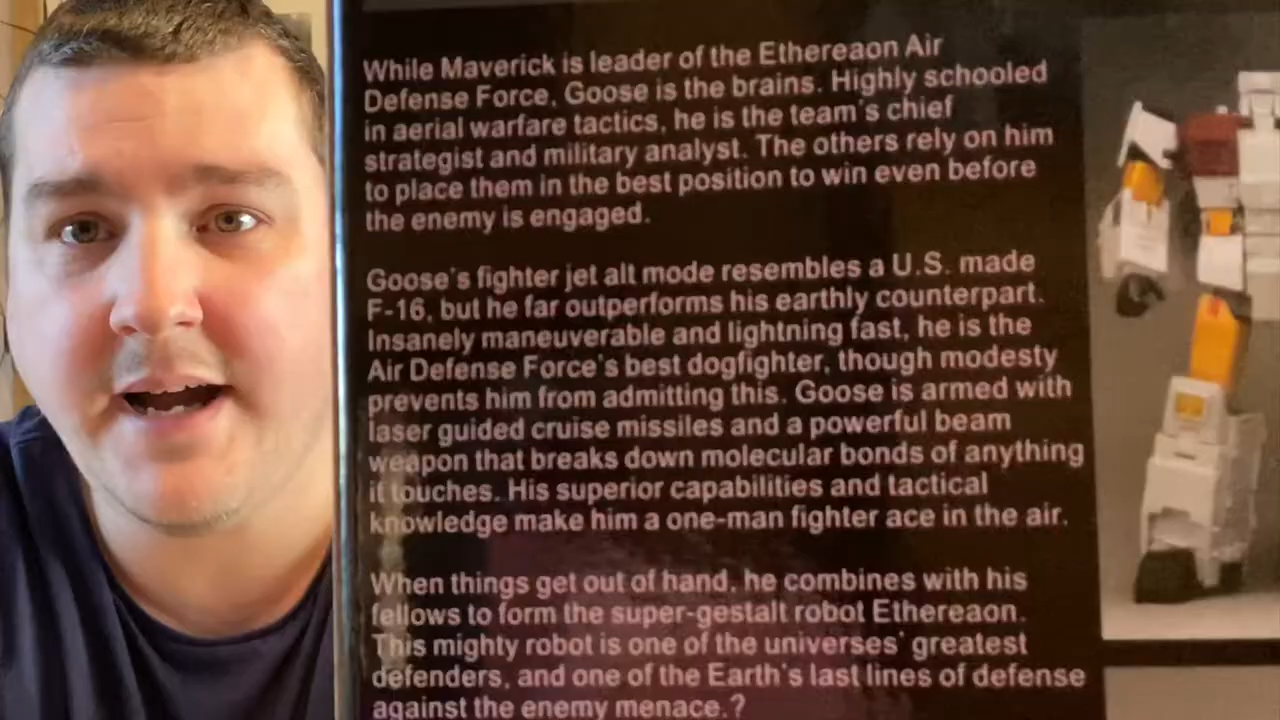 While Maverick is leader of the Ethereaon Air
Defense Force, Goose is the brains. Highly schooled
in aerial warfare tactics, he is the team's chief
strategist and military analyst. The others rely on him
to place them in the best position to win even before
the enemy is engaged.
Goose's fighter jet alt mode resembles a U.S. made
F-16, but he far outperforms his earthly counterpart.
Insanely maneuverable and lightning fast, he is the
Air Defense Force's best dogfighter, though modesty
prevents him from admitting this. Goose is armed with
laser guided cruise missiles and a powerful beam
weapon that breaks down molecular bonds of anything
it touches. His superior capabilities and tactical
knowledge make him a one-man fighter ace in the air.
When things get out of hand, he combines with his
fellows to form the super-gestalt robot Ethereaon.
This mighty robot is one of the universes' greatest
defenders, and one of the Earth's last lines of defense
against the enemy menace.?